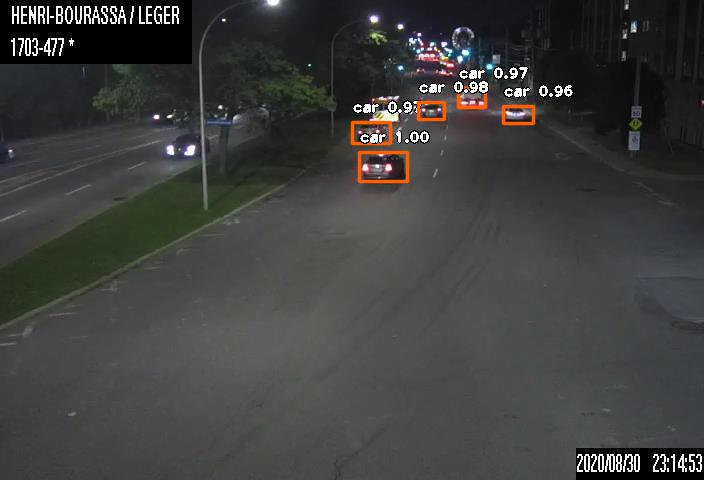 HENRI-BOURASSA / LEGER
1703-477 *
car 0.97
car 0.98
car 0.96
car 0.97
car 1.00
2020/08/30 23:14:53